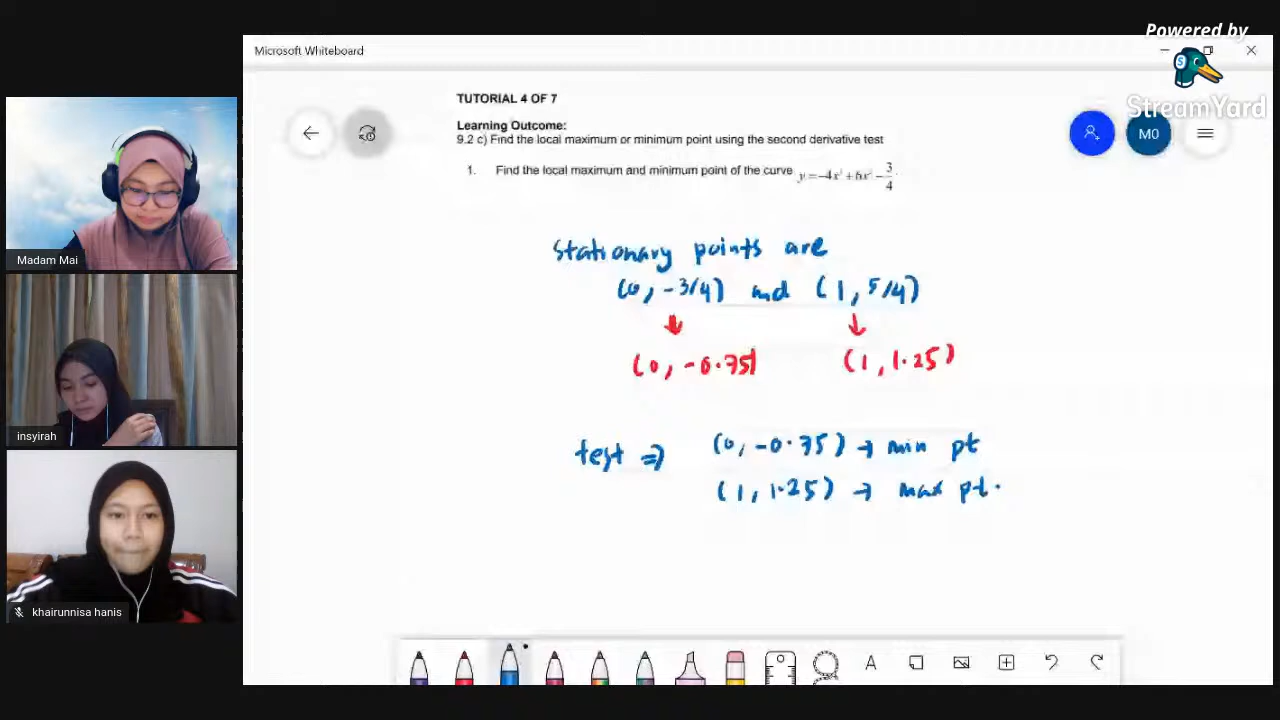 Powered by
StreamYard
Microsoft Whiteboard
TUTORIAL 4 OF 7
Learning Outcome:
9.2 c) Find the local maximum or minimum point using the second derivative test
1. Find the local maximum and minimum point of the curve y = -4x³ + 6x² - 3/4.
M0
Stationary points are
(0, -3/4) and (1, 5/4)
(0, -0.75) (1, 1.25)
test ⇒ (0, -0.75) → min pt
(1, 1.25) → max pt.
Madam Mai
insyirah
khairunnisa hanis
A